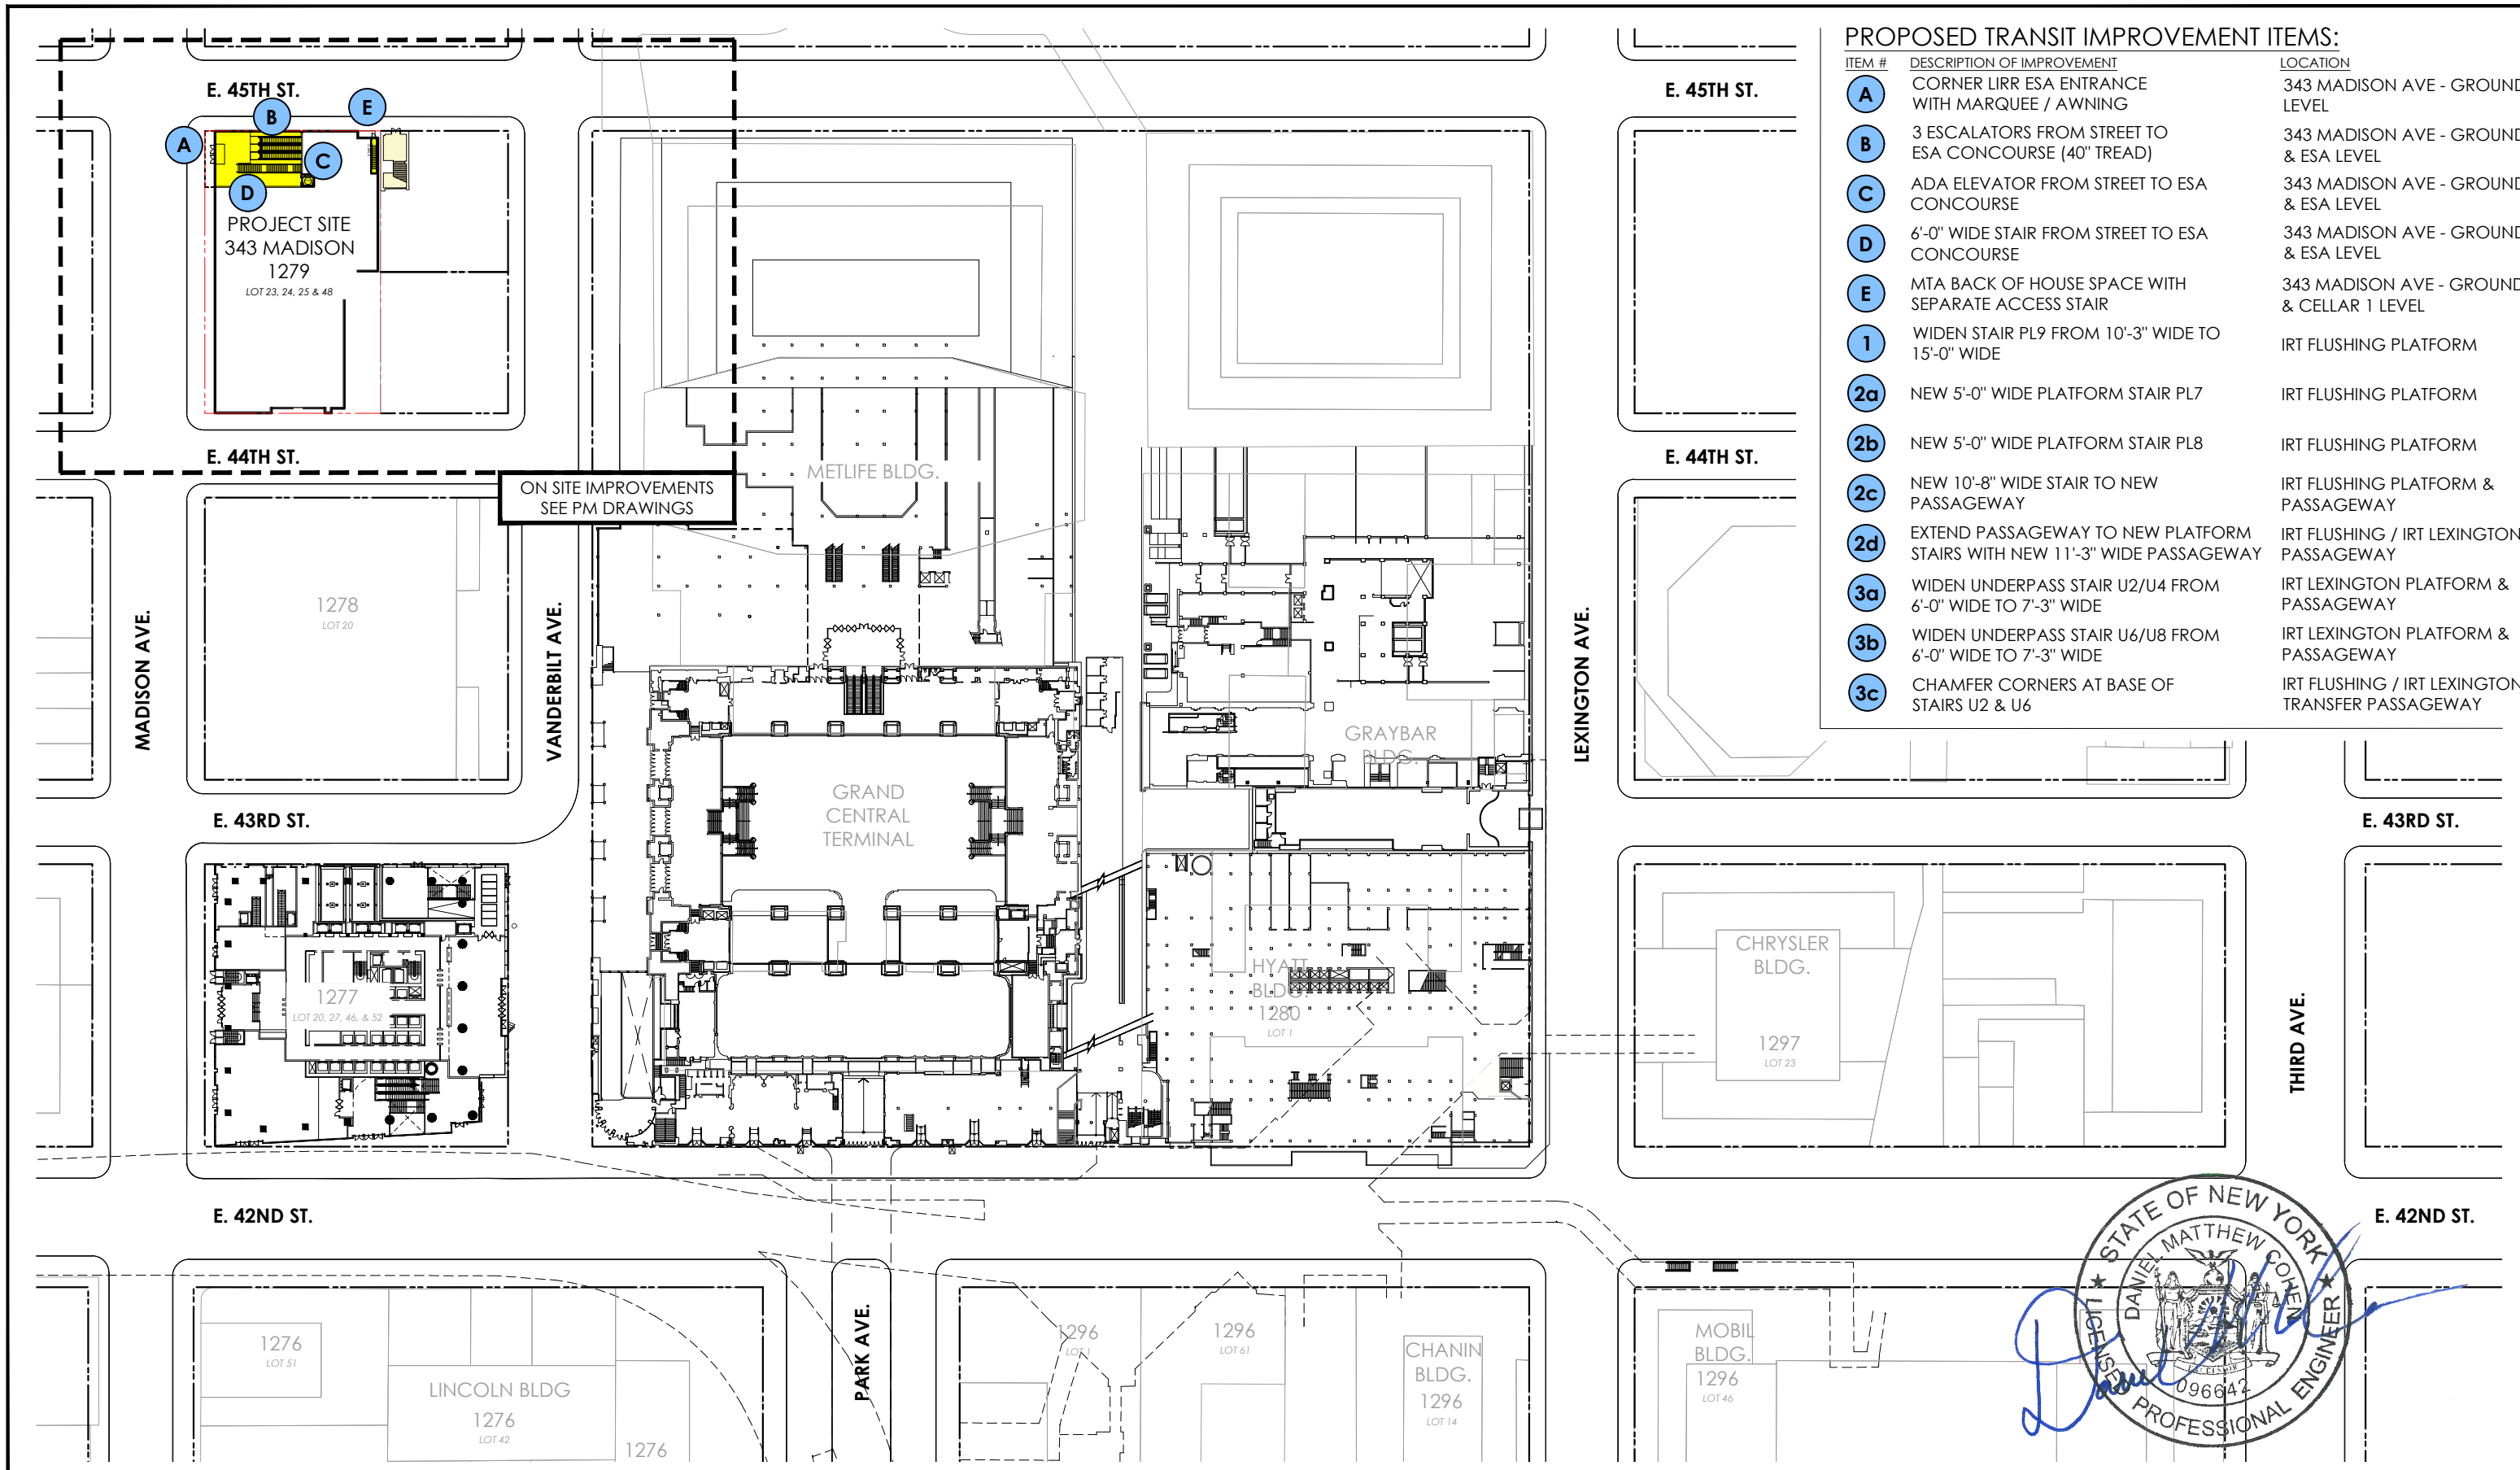 PROPOSED TRANSIT IMPROVEMENT ITEMS:
ITEM # DESCRIPTION OF IMPROVEMENT LOCATION
A CORNER LIRR ESA ENTRANCE WITH MARQUEE / AWNING 343 MADISON AVE - GROUND LEVEL
B 3 ESCALATORS FROM STREET TO ESA CONCOURSE (40" TREAD) 343 MADISON AVE - GROUND & ESA LEVEL
C ADA ELEVATOR FROM STREET TO ESA CONCOURSE 343 MADISON AVE - GROUND & ESA LEVEL
D 6'-0" WIDE STAIR FROM STREET TO ESA CONCOURSE 343 MADISON AVE - GROUND & ESA LEVEL
E MTA BACK OF HOUSE SPACE WITH SEPARATE ACCESS STAIR 343 MADISON AVE - GROUND & CELLAR 1 LEVEL
1 WIDEN STAIR PL9 FROM 10'-3" WIDE TO 15'-0" WIDE IRT FLUSHING PLATFORM
2a NEW 5'-0" WIDE PLATFORM STAIR PL7 IRT FLUSHING PLATFORM
2b NEW 5'-0" WIDE PLATFORM STAIR PL8 IRT FLUSHING PLATFORM
2c NEW 10'-8" WIDE STAIR TO NEW PASSAGEWAY IRT FLUSHING PLATFORM & PASSAGEWAY
2d EXTEND PASSAGEWAY TO NEW PLATFORM STAIRS WITH NEW 11'-3" WIDE PASSAGEWAY IRT FLUSHING / IRT LEXINGTON PASSAGEWAY
3a WIDEN UNDERPASS STAIR U2/U4 FROM 6'-0" WIDE TO 7'-3" WIDE IRT LEXINGTON PLATFORM & PASSAGEWAY
3b WIDEN UNDERPASS STAIR U6/U8 FROM 6'-0" WIDE TO 7'-3" WIDE IRT LEXINGTON PLATFORM & PASSAGEWAY
3c CHAMFER CORNERS AT BASE OF STAIRS U2 & U6 IRT FLUSHING / IRT LEXINGTON TRANSFER PASSAGEWAY
E. 45TH ST.
E. 45TH ST.
A
B
C
D
E
PROJECT SITE
343 MADISON
1279
LOT 23, 24, 25 & 48
E. 44TH ST.
E. 44TH ST.
ON SITE IMPROVEMENTS
SEE PM DRAWINGS
METLIFE BLDG.
1278
LOT 20
MADISON AVE.
VANDERBILT AVE.
LEXINGTON AVE.
GRAYBAR
BLDG.
GRAND
CENTRAL
TERMINAL
E. 43RD ST.
E. 43RD ST.
1277
LOT 20, 27, 46, & 52
HYATT
BLDG.
1280
LOT 1
CHRYSLER
BLDG.
1297
LOT 23
THIRD AVE.
E. 42ND ST.
E. 42ND ST.
1276
LOT 51
LINCOLN BLDG
1276
LOT 42
1276
PARK AVE.
1296
LOT 1
1296
LOT 61
CHANIN
BLDG.
1296
LOT 14
MOBIL
BLDG.
1296
LOT 46
STATE OF NEW YORK
DANIEL MATTHEW COHEN
EXCELSIOR
096642
LICENSED PROFESSIONAL ENGINEER